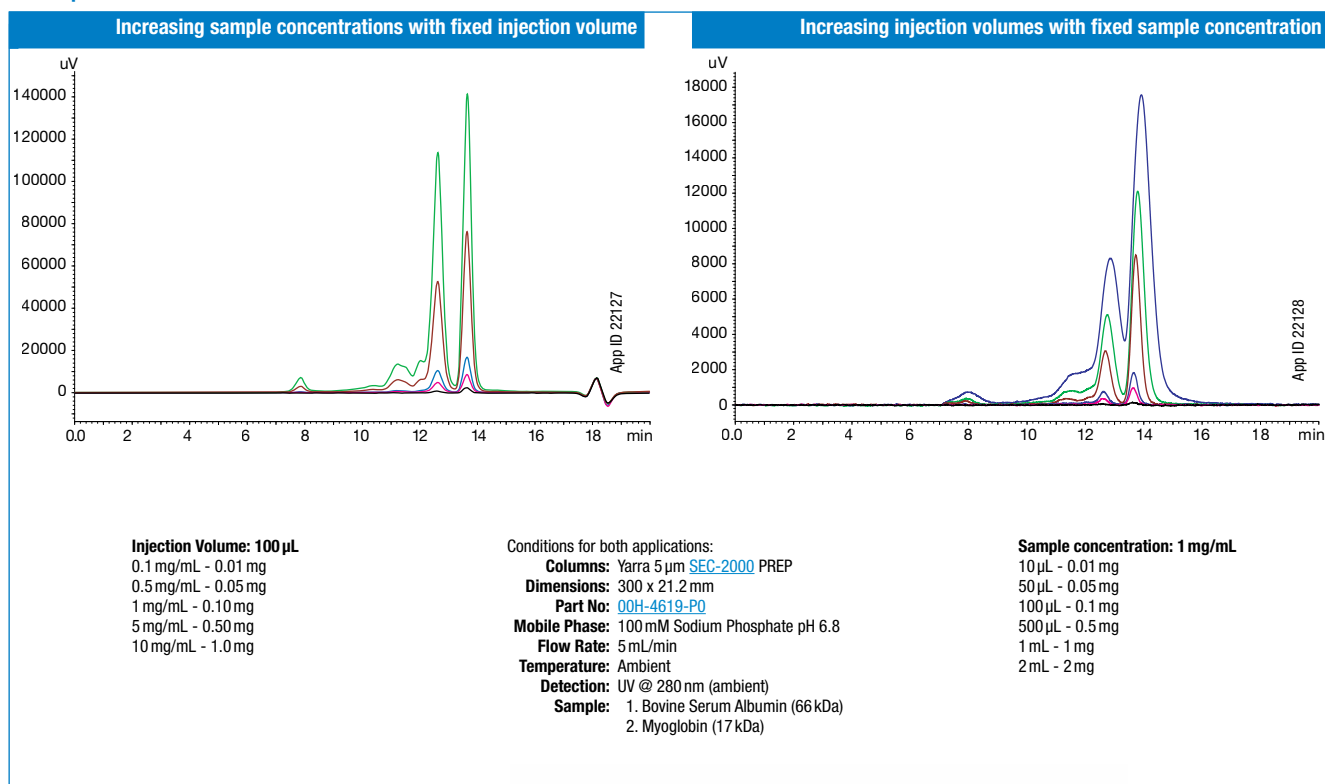 Increasing sample concentrations with fixed injection volume
uV
140000
120000
100000
80000
60000
40000
20000
0
0.0 2 4 6 8 10 12 14 16 18 min
App ID 22127
Increasing injection volumes with fixed sample concentration
uV
18000
16000
14000
12000
10000
8000
6000
4000
2000
0
0.0 2 4 6 8 10 12 14 16 18 min
App ID 22128
Injection Volume: 100 µL
0.1 mg/mL - 0.01 mg
0.5 mg/mL - 0.05 mg
1 mg/mL - 0.10 mg
5 mg/mL - 0.50 mg
10 mg/mL - 1.0 mg
Conditions for both applications:
Columns: Yarra 5 µm SEC-2000 PREP
Dimensions: 300 x 21.2 mm
Part No: 00H-4619-P0
Mobile Phase: 100 mM Sodium Phosphate pH 6.8
Flow Rate: 5 mL/min
Temperature: Ambient
Detection: UV @ 280 nm (ambient)
Sample: 1. Bovine Serum Albumin (66 kDa)
2. Myoglobin (17 kDa)
Sample concentration: 1 mg/mL
10 µL - 0.01 mg
50 µL - 0.05 mg
100 µL - 0.1 mg
500 µL - 0.5 mg
1 mL - 1 mg
2 mL - 2 mg